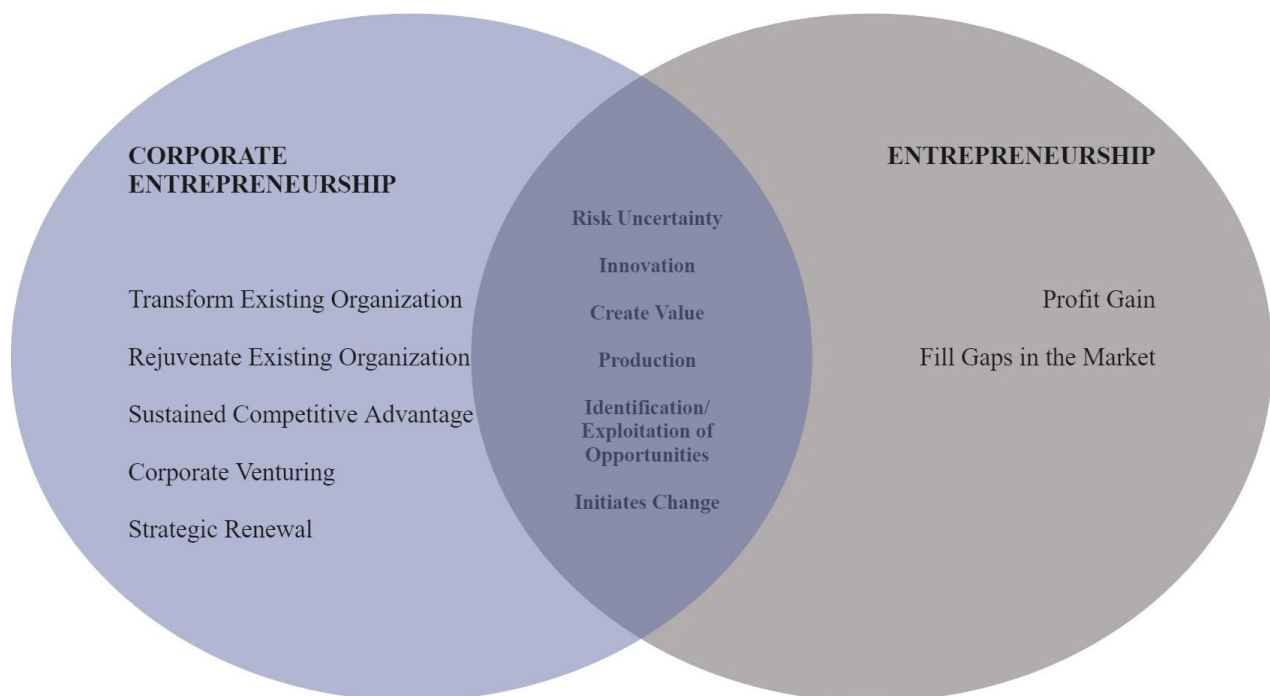 CORPORATE
ENTREPRENEURSHIP
Transform Existing Organization
Rejuvenate Existing Organization
Sustained Competitive Advantage
Corporate Venturing
Strategic Renewal
Risk Uncertainty
Innovation
Create Value
Production
Identification/
Exploitation of
Opportunities
Initiates Change
ENTREPRENEURSHIP
Profit Gain
Fill Gaps in the Market